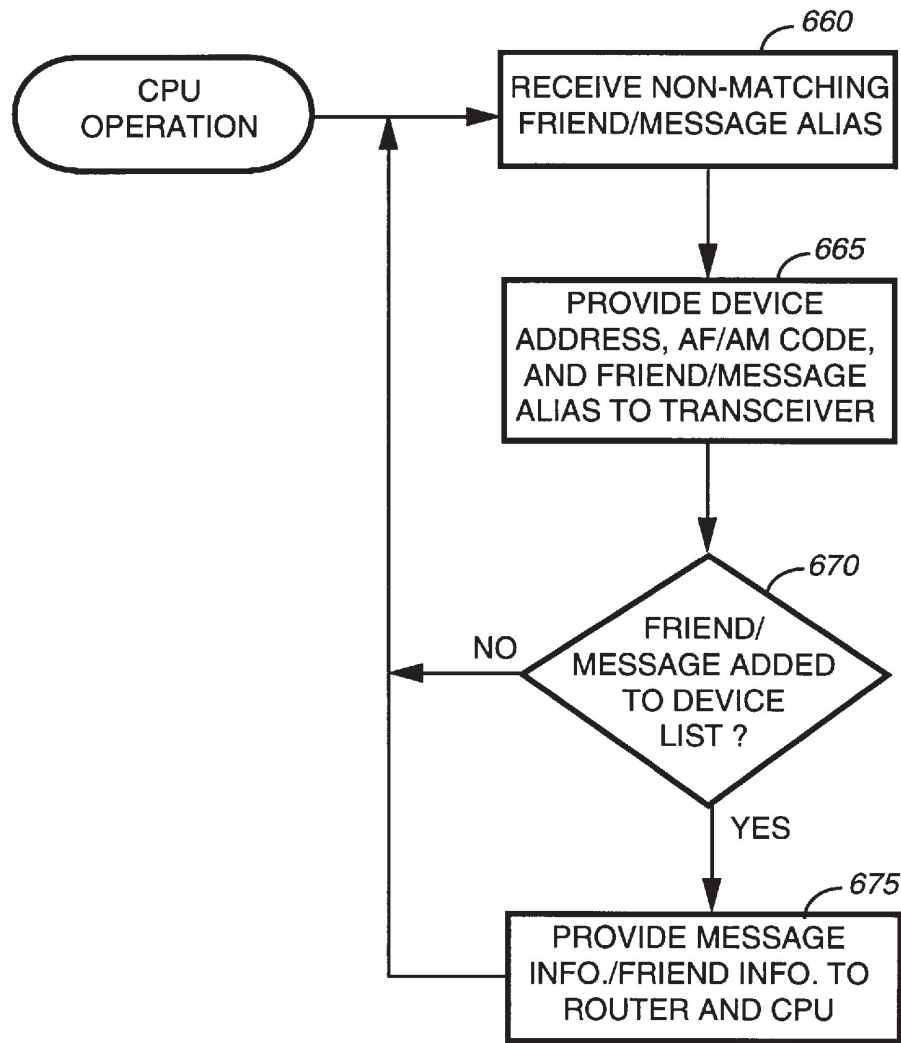 660
CPU
OPERATION
RECEIVE NON-MATCHING
FRIEND/MESSAGE ALIAS
665
PROVIDE DEVICE
ADDRESS, AF/AM CODE,
AND FRIEND/MESSAGE
ALIAS TO TRANSCEIVER
670
FRIEND/
MESSAGE ADDED
TO DEVICE
LIST ?
NO
YES
675
PROVIDE MESSAGE
INFO./FRIEND INFO. TO
ROUTER AND CPU